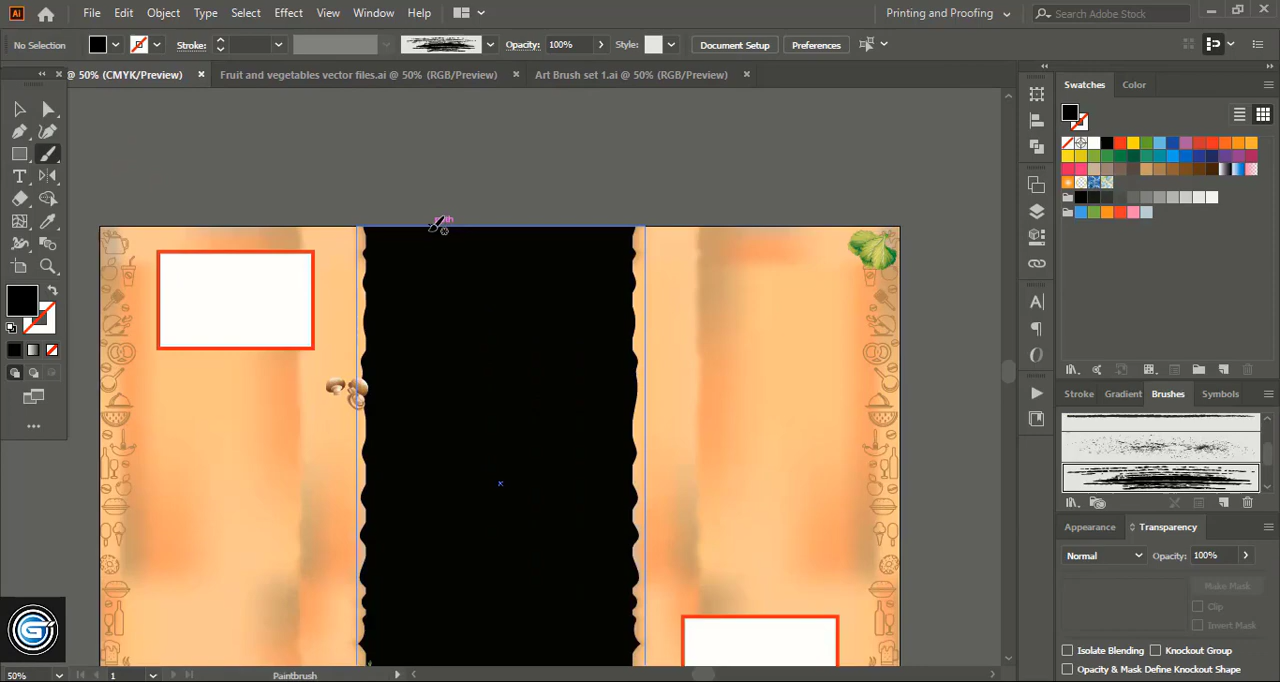 Ai
File Edit Object Type Select Effect View Window Help
Printing and Proofing
Search Adobe Stock
No Selection
Stroke:
Opacity: 100%
Style:
Document Setup
Preferences
@ 50% (CMYK/Preview)
Fruit and vegetables vector files.ai @ 50% (RGB/Preview)
Art Brush set 1.ai @ 50% (RGB/Preview)
Swatches Color
Stroke Gradient Brushes Symbols
Appearance Transparency
Normal
Opacity: 100%
Make Mask
Clip
Invert Mask
Isolate Blending Knockout Group
Opacity & Mask Define Knockout Shape
50%
1
Paintbrush